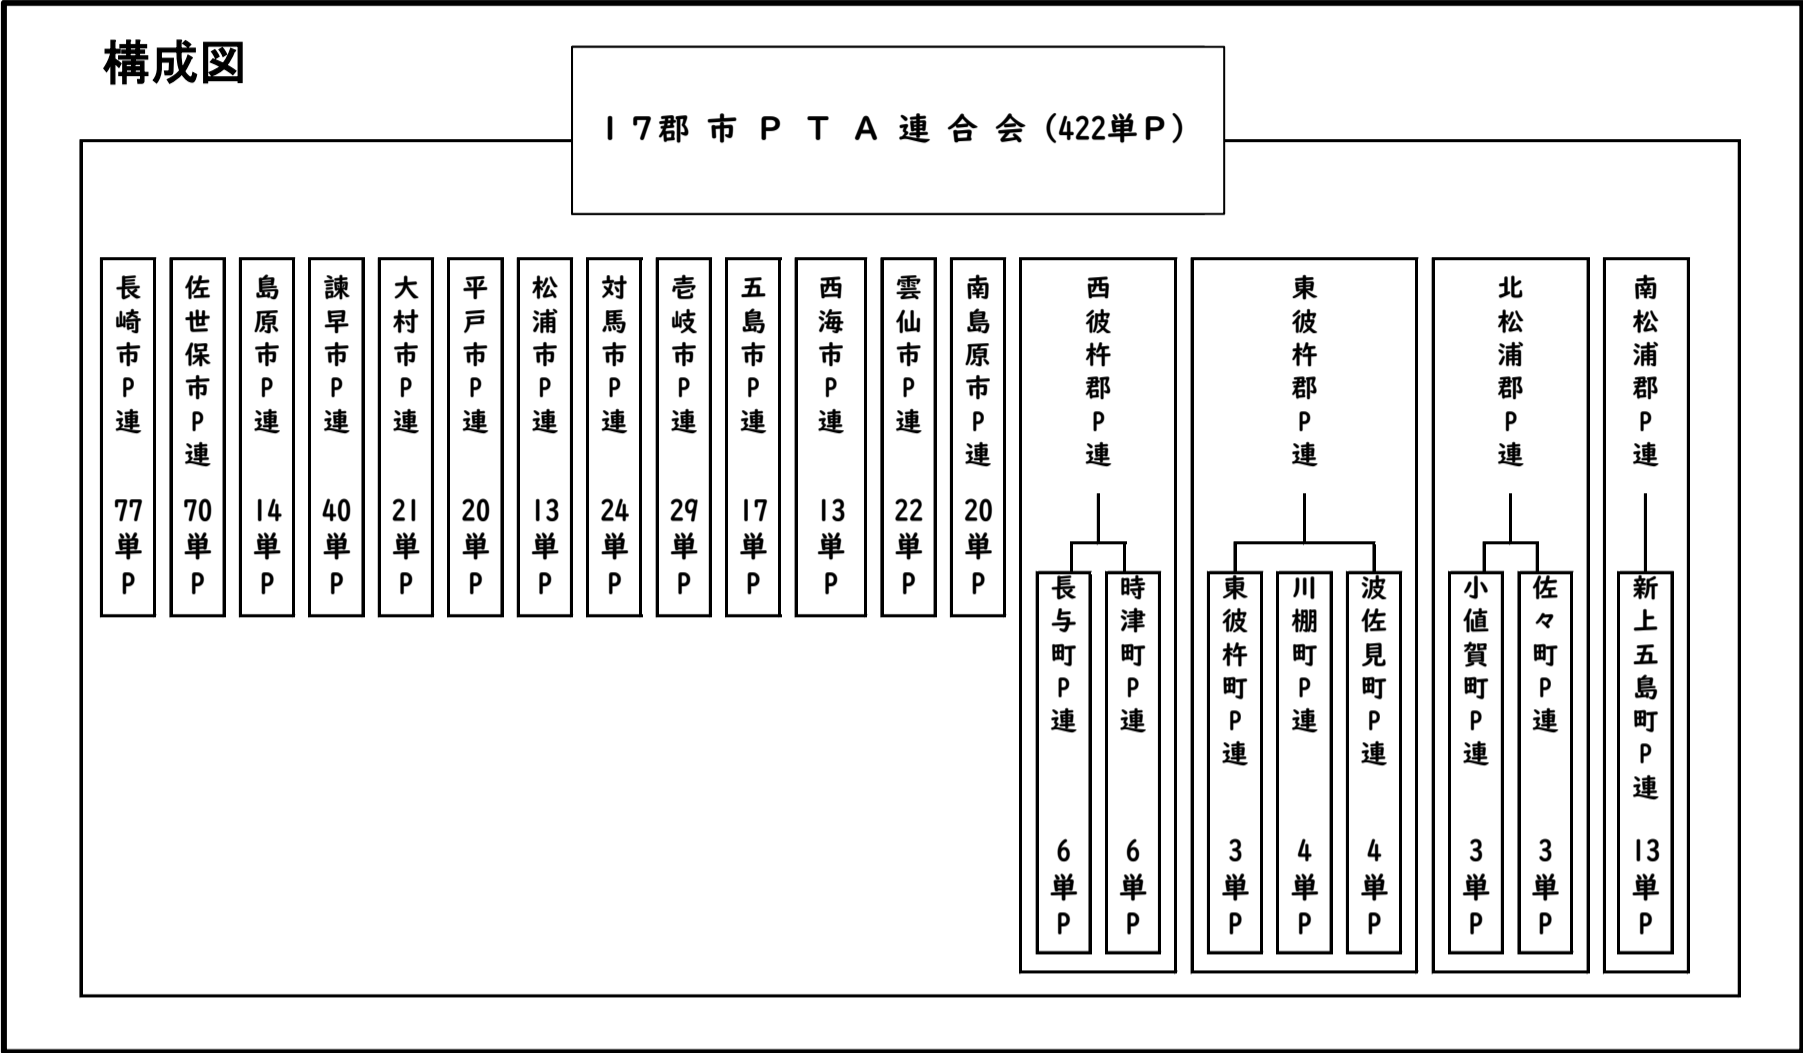 構成図
17郡市PTA連合会(422単P)
長崎市P連 77単P
佐世保市P連 70単P
島原市P連 14単P
諫早市P連 40単P
大村市P連 21単P
平戸市P連 20単P
松浦市P連 13単P
対馬市P連 24単P
壱岐市P連 29単P
五島市P連 17単P
西海市P連 13単P
雲仙市P連 22単P
南島原市P連 20単P
西彼杵郡P連
長与町P連 6単P
時津町P連 6単P
東彼杵郡P連
東彼杵町P連 3単P
川棚町P連 4単P
波佐見町P連 4単P
北松浦郡P連
小値賀町P連 3単P
佐々町P連 3単P
南松浦郡P連
新上五島町P連 13単P